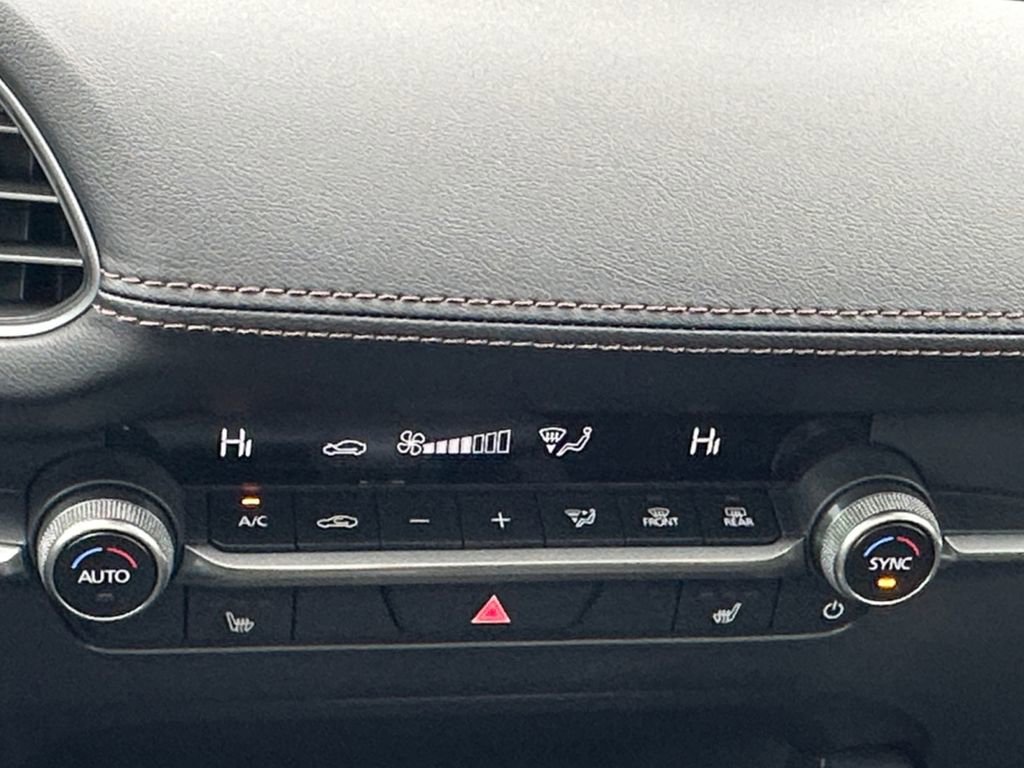 Hi Hi
A/C - + FRONT REAR
AUTO SYNC